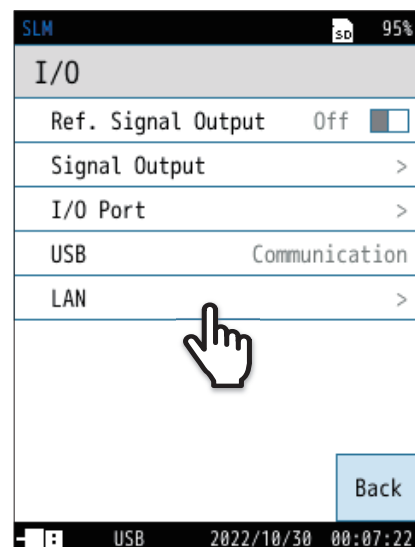 SLM SD 95%
I/O
Ref. Signal Output Off
Signal Output >
I/O Port >
USB Communication
LAN >
Back
USB 2022/10/30 00:07:22